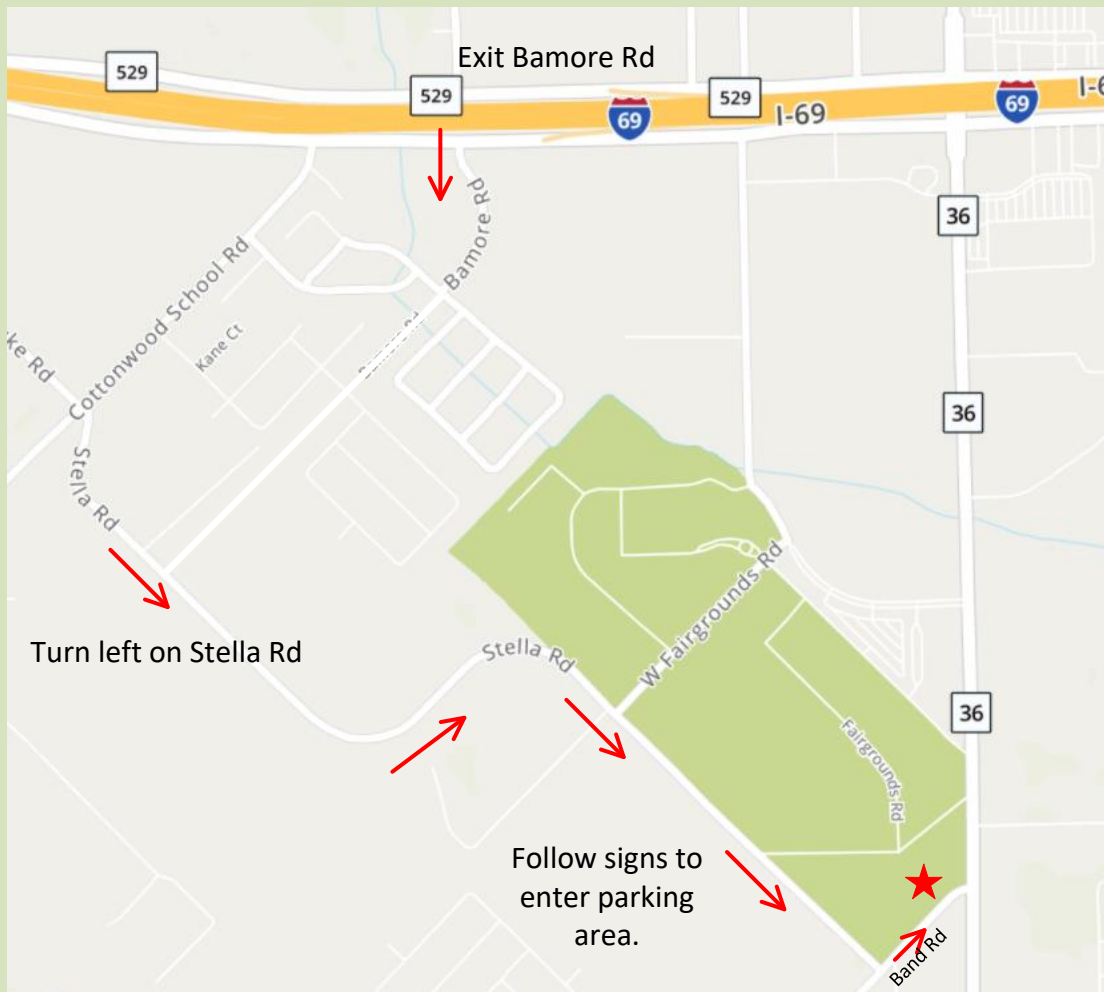 Exit Bamore Rd
529
529
529
69
I-69
69
I-6
36
Bamore Rd
Cottonwood School Rd
Kane Ct
ke Rd
36
Stella Rd
W Fairgrounds Rd
Turn left on Stella Rd
Stella Rd
36
Fairgrounds Rd
Follow signs to
enter parking
area.
Band Rd